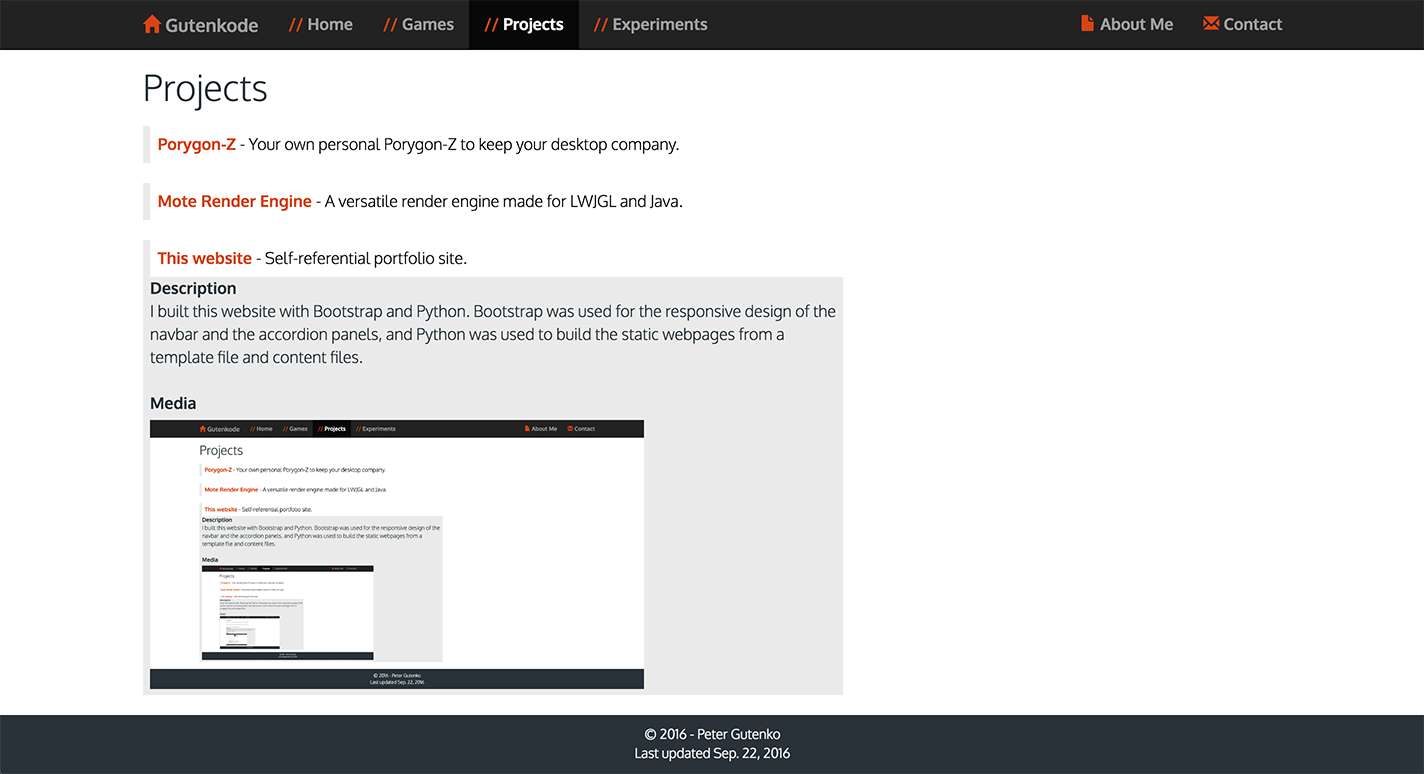 Gutenkode // Home // Games // Projects // Experiments About Me Contact
Projects
Porygon-Z - Your own personal Porygon-Z to keep your desktop company.
Mote Render Engine - A versatile render engine made for LWJGL and Java.
This website - Self-referential portfolio site.
Description
I built this website with Bootstrap and Python. Bootstrap was used for the responsive design of the
navbar and the accordion panels, and Python was used to build the static webpages from a
template file and content files.
Media
Gutenkode // Home // Games // Projects // Experiments About Me Contact
Projects
Porygon-Z - Your own personal Porygon-Z to keep your desktop company.
Mote Render Engine - A versatile render engine made for LWJGL and Java.
This website - Self-referential portfolio site.
Description
I built this website with Bootstrap and Python. Bootstrap was used for the responsive design of the
navbar and the accordion panels, and Python was used to build the static webpages from a
template file and content files.
Media
Projects
© 2016 - Peter Gutenko
Last updated Sep. 22, 2016
© 2016 - Peter Gutenko
Last updated Sep. 22, 2016